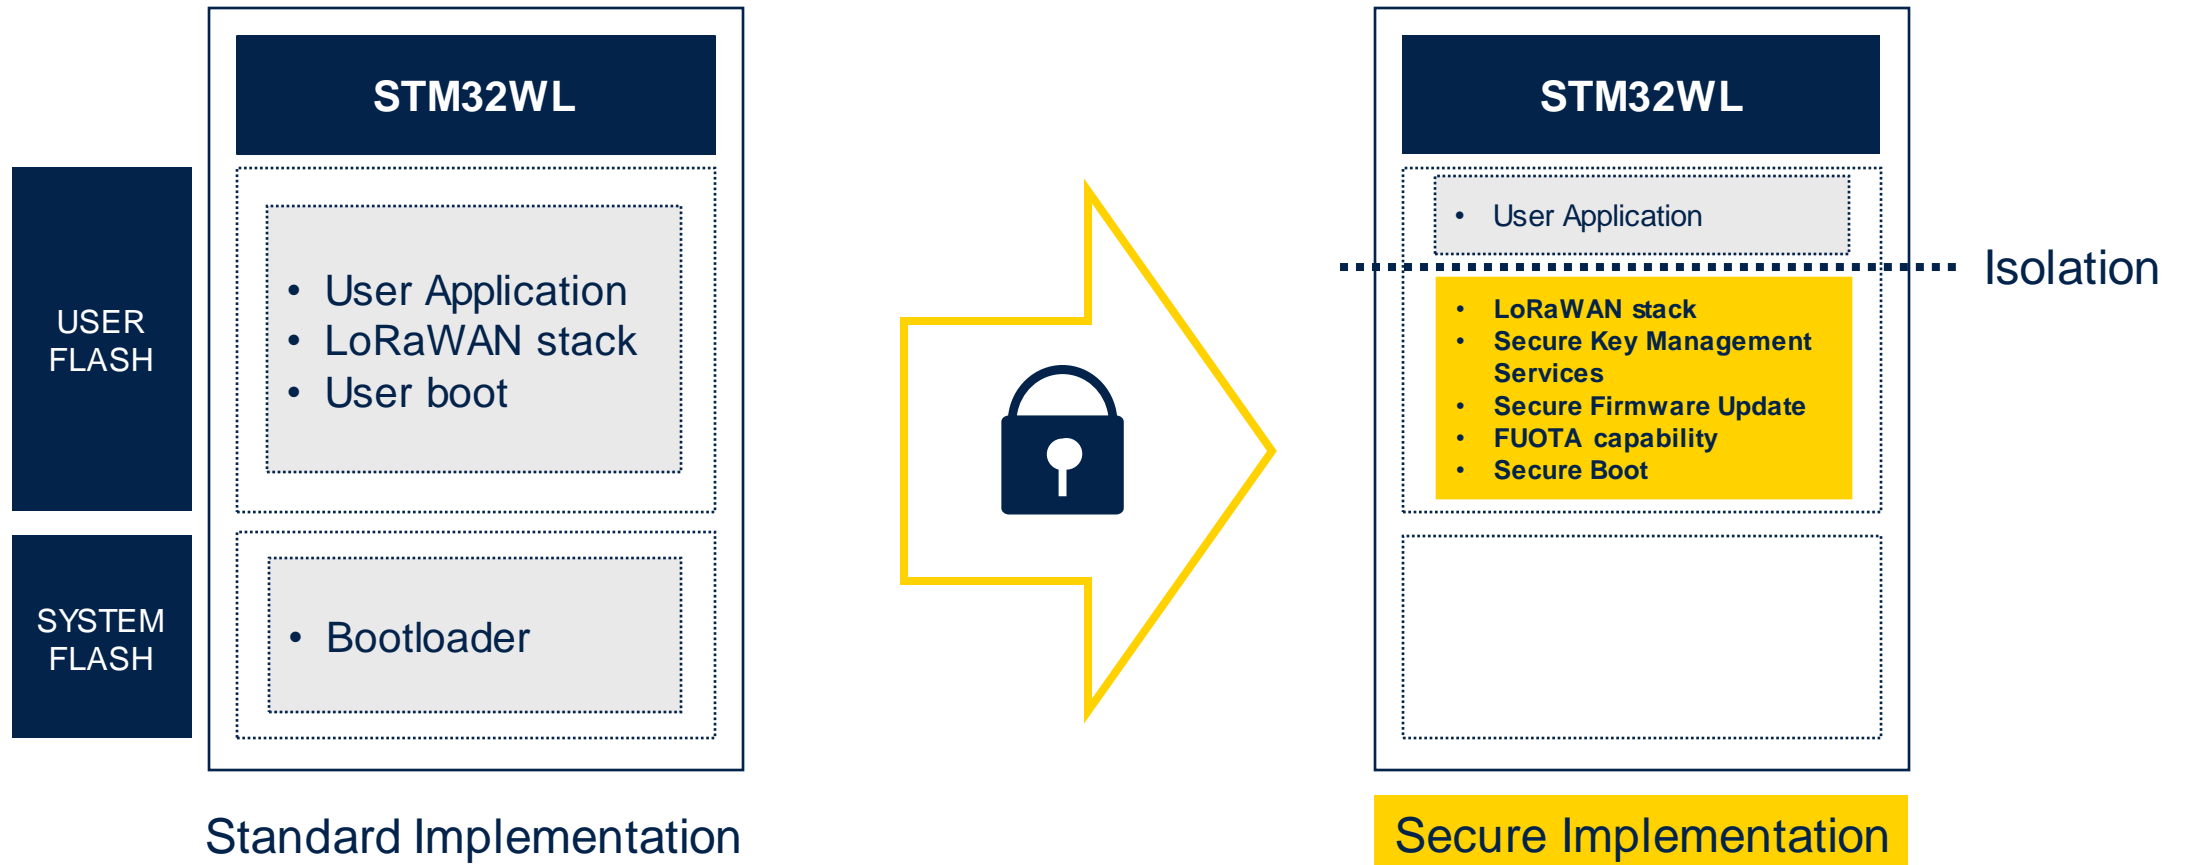 STM32WL
USER
FLASH
• User Application
• LoRaWAN stack
• User boot
SYSTEM
FLASH
• Bootloader
Standard Implementation
STM32WL
• User Application
Isolation
• LoRaWAN stack
• Secure Key Management
Services
• Secure Firmware Update
• FUOTA capability
• Secure Boot
Secure Implementation